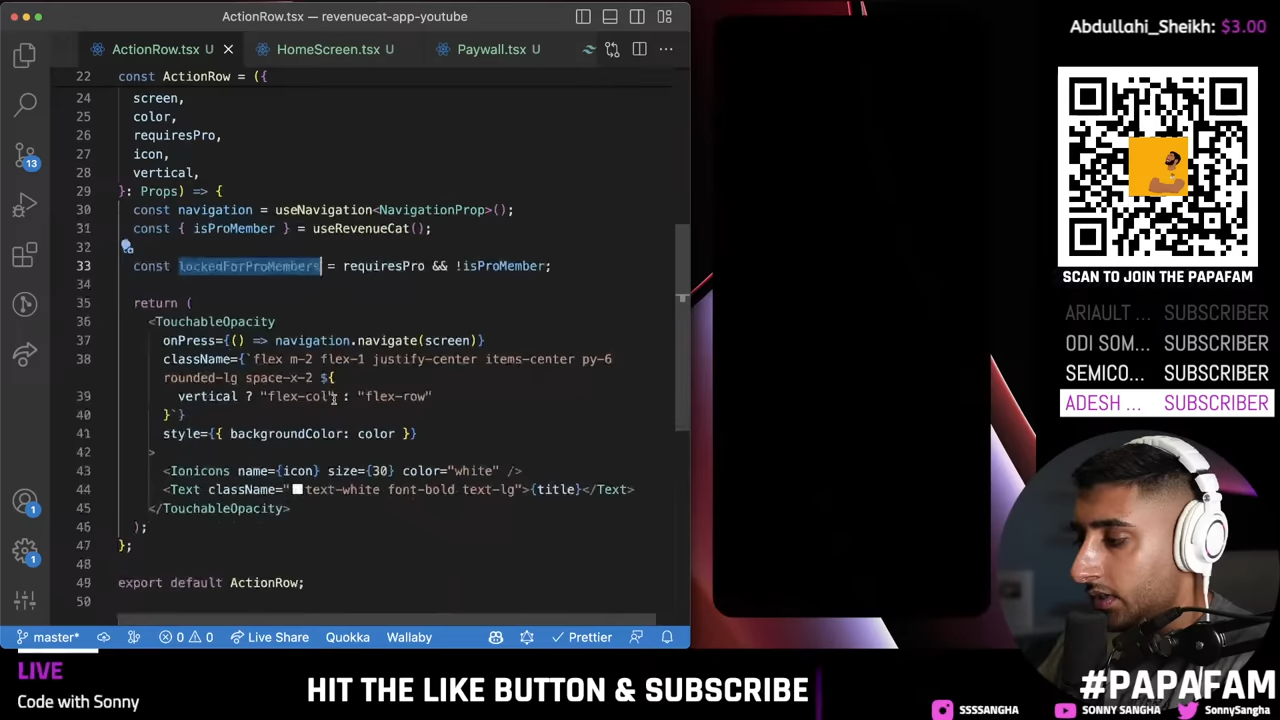 ActionRow.tsx — revenuecat-app-youtube
ActionRow.tsx U
HomeScreen.tsx U
Paywall.tsx U
22 const ActionRow = ({
24 screen,
25 color,
26 requiresPro,
27 icon,
28 vertical,
29 }: Props) => {
30 const navigation = useNavigation<NavigationProp>();
31 const { isProMember } = useRevenueCat();
32
33 const lockedForProMembers = requiresPro && !isProMember;
34
35 return (
36 <TouchableOpacity
37 onPress={() => navigation.navigate(screen)}
38 className={`flex m-2 flex-1 justify-center items-center py-6
rounded-lg space-x-2 ${
39 vertical ? "flex-col" : "flex-row"
40 }`}
41 style={{ backgroundColor: color }}
42 >
43 <Ionicons name={icon} size={30} color="white" />
44 <Text className="text-white font-bold text-lg">{title}</Text>
45 </TouchableOpacity>
46 );
47 };
48
49 export default ActionRow;
50
13
1
1
master*
0 0
Live Share
Quokka
Wallaby
Prettier
Abdullahi_Sheikh: $3.00
SCAN TO JOIN THE PAPAFAM
ARIAULT ... SUBSCRIBER
ODI SOM... SUBSCRIBER
SEMICO... SUBSCRIBER
ADESH ... SUBSCRIBER
LIVE
Code with Sonny
HIT THE LIKE BUTTON & SUBSCRIBE
#PAPAFAM
SSSSANGHA
SONNY SANGHA
SonnySangha